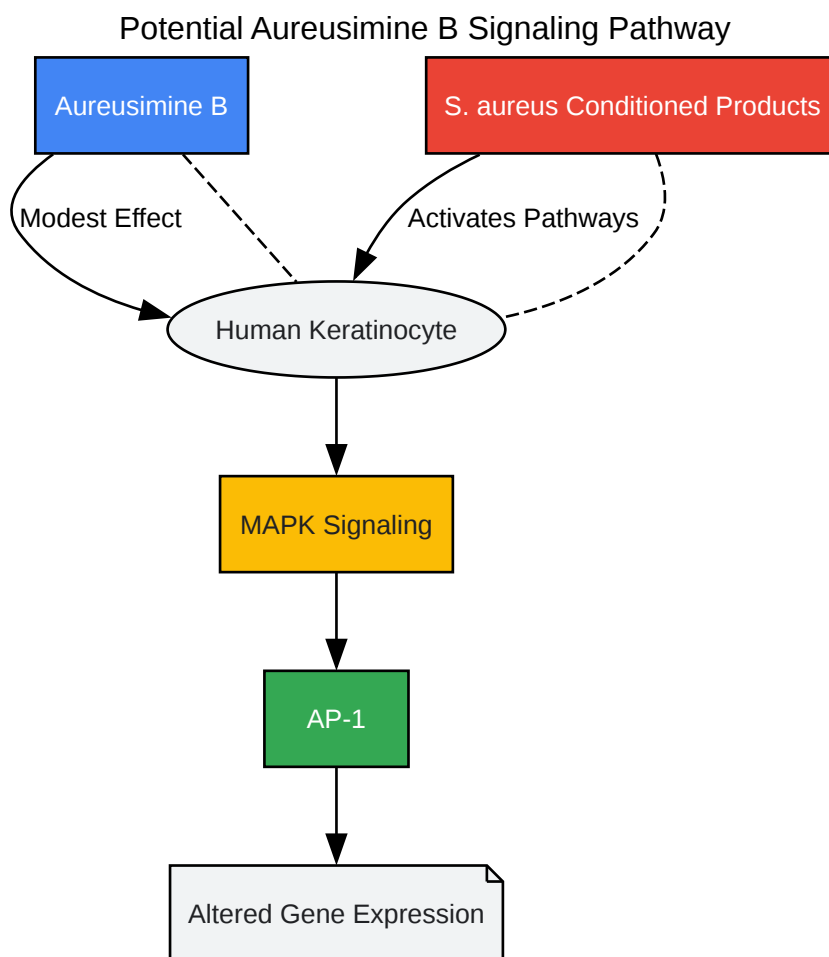 Potential Aureusimine B Signaling Pathway
Aureusimine B
S. aureus Conditioned Products
Modest Effect
Activates Pathways
Human Keratinocyte
MAPK Signaling
AP-1
Altered Gene Expression